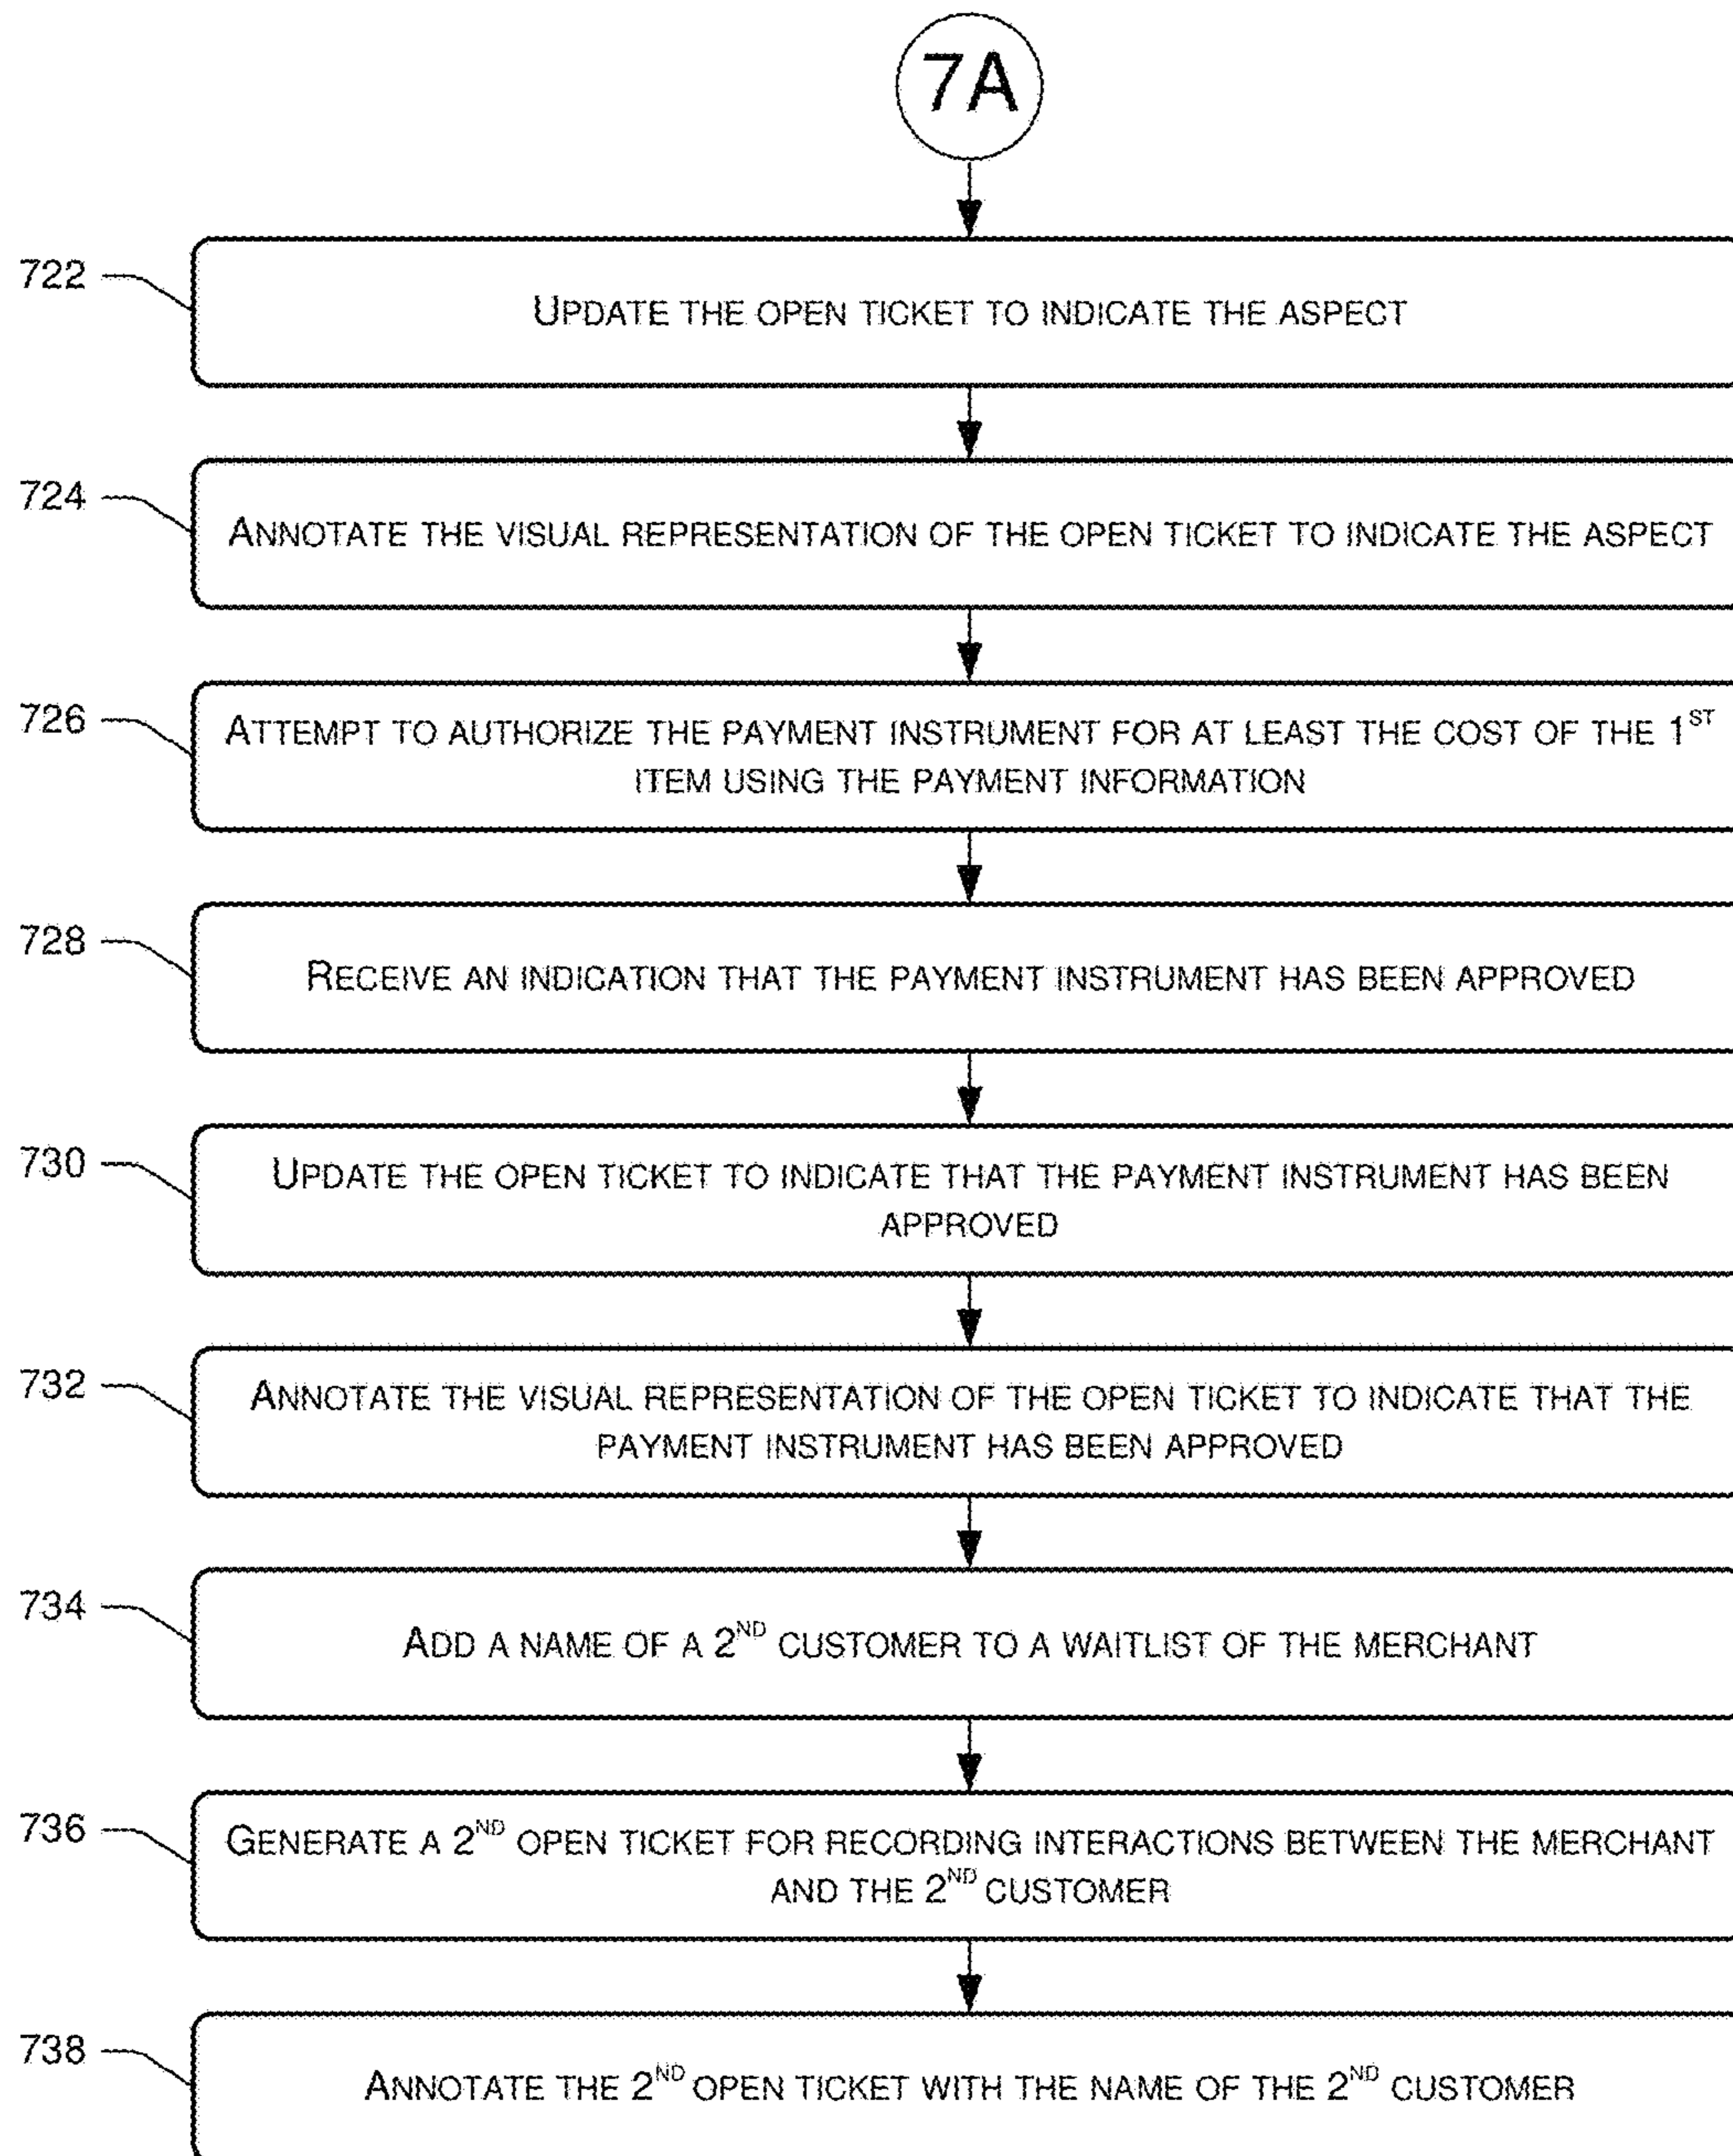 7A
722
UPDATE THE OPEN TICKET TO INDICATE THE ASPECT
724
ANNOTATE THE VISUAL REPRESENTATION OF THE OPEN TICKET TO INDICATE THE ASPECT
726
ATTEMPT TO AUTHORIZE THE PAYMENT INSTRUMENT FOR AT LEAST THE COST OF THE 1ST
ITEM USING THE PAYMENT INFORMATION
728
RECEIVE AN INDICATION THAT THE PAYMENT INSTRUMENT HAS BEEN APPROVED
730
UPDATE THE OPEN TICKET TO INDICATE THAT THE PAYMENT INSTRUMENT HAS BEEN
APPROVED
732
ANNOTATE THE VISUAL REPRESENTATION OF THE OPEN TICKET TO INDICATE THAT THE
PAYMENT INSTRUMENT HAS BEEN APPROVED
734
ADD A NAME OF A 2ND CUSTOMER TO A WAITLIST OF THE MERCHANT
736
GENERATE A 2ND OPEN TICKET FOR RECORDING INTERACTIONS BETWEEN THE MERCHANT
AND THE 2ND CUSTOMER
738
ANNOTATE THE 2ND OPEN TICKET WITH THE NAME OF THE 2ND CUSTOMER